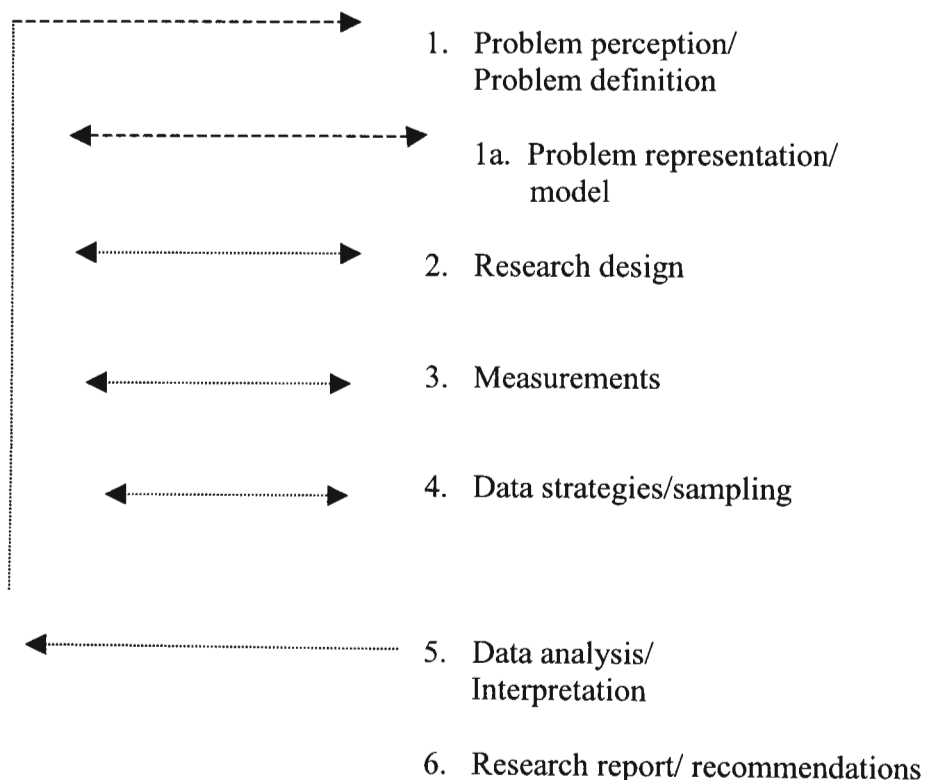 1. Problem perception/
Problem definition
1a. Problem representation/
model
2. Research design
3. Measurements
4. Data strategies/sampling
5. Data analysis/
Interpretation
6. Research report/ recommendations